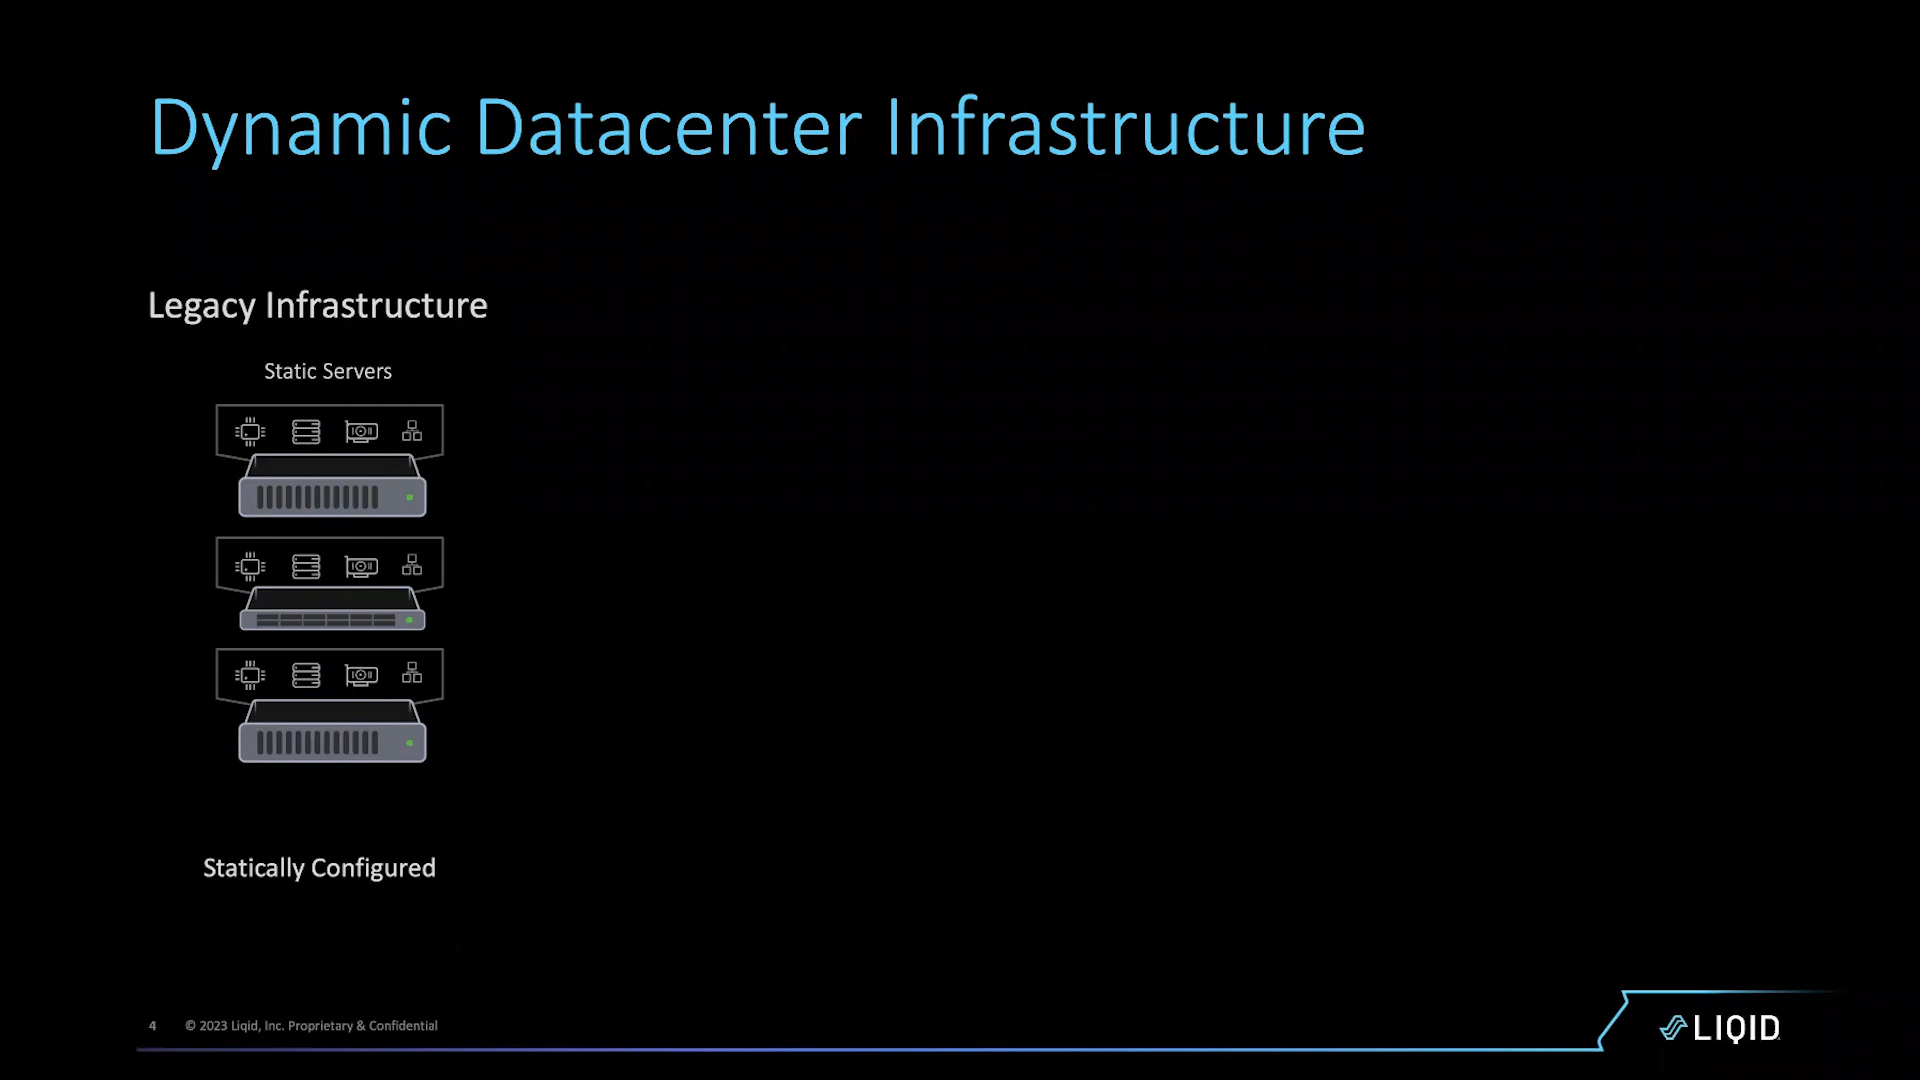 Dynamic Datacenter Infrastructure
Legacy Infrastructure
Static Servers
Statically Configured
4 © 2023 Liqid, Inc. Proprietary & Confidential
LIQID